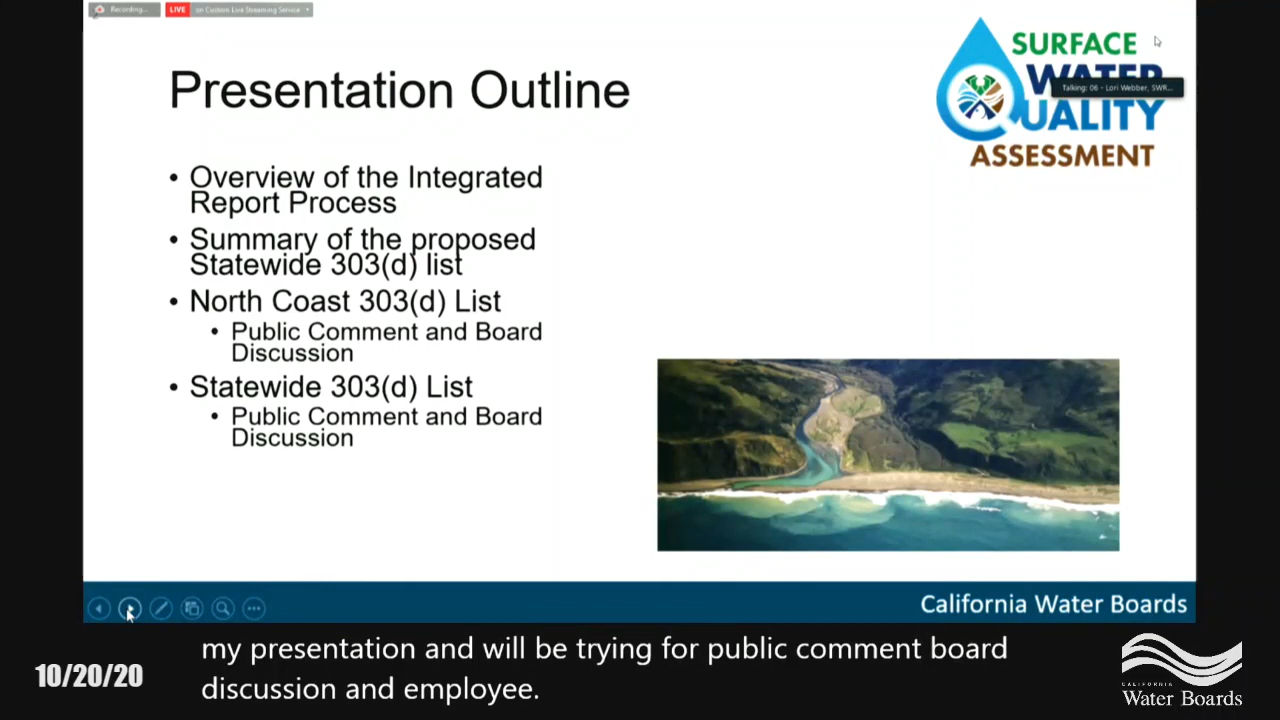 Recording...
LIVE
on Custom Live Streaming Service
Presentation Outline
SURFACE
WATER
Talking: 06 - Lori Webber, SWR...
QUALITY
ASSESSMENT
• Overview of the Integrated
Report Process
• Summary of the proposed
Statewide 303(d) list
• North Coast 303(d) List
• Public Comment and Board
Discussion
• Statewide 303(d) List
• Public Comment and Board
Discussion
California Water Boards
my presentation and will be trying for public comment board
discussion and employee.
10/20/20
CALIFORNIA
Water Boards